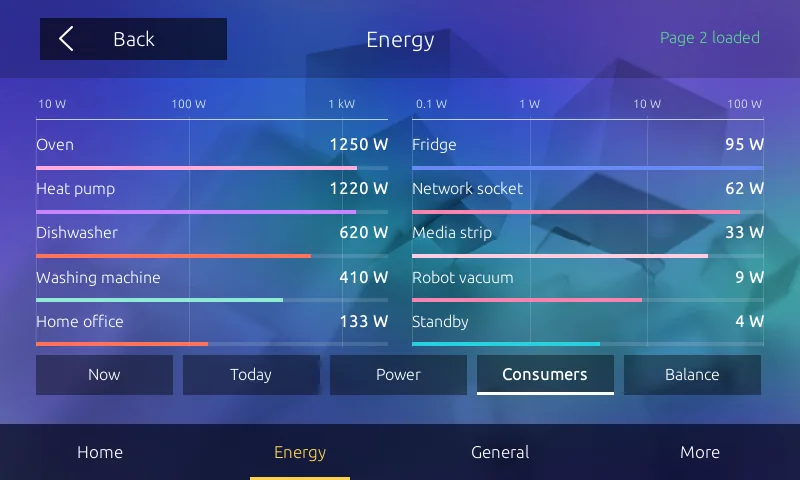 Back
Energy
Page 2 loaded
10 W 100 W 1 kW
0.1 W 1 W 10 W 100 W
Oven 1250 W
Heat pump 1220 W
Dishwasher 620 W
Washing machine 410 W
Home office 133 W
Fridge 95 W
Network socket 62 W
Media strip 33 W
Robot vacuum 9 W
Standby 4 W
Now Today Power Consumers Balance
Home Energy General More